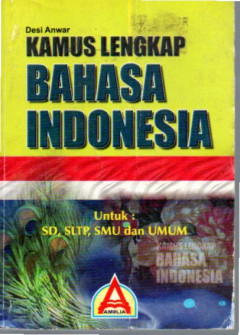 Desi Anwar
KAMUS LENGKAP
BAHASA
INDONESIA
Untuk :
SD, SLTP, SMU dan UMUM
KAMUS LENGKAP
BAHASA
INDONESIA
AMELIA